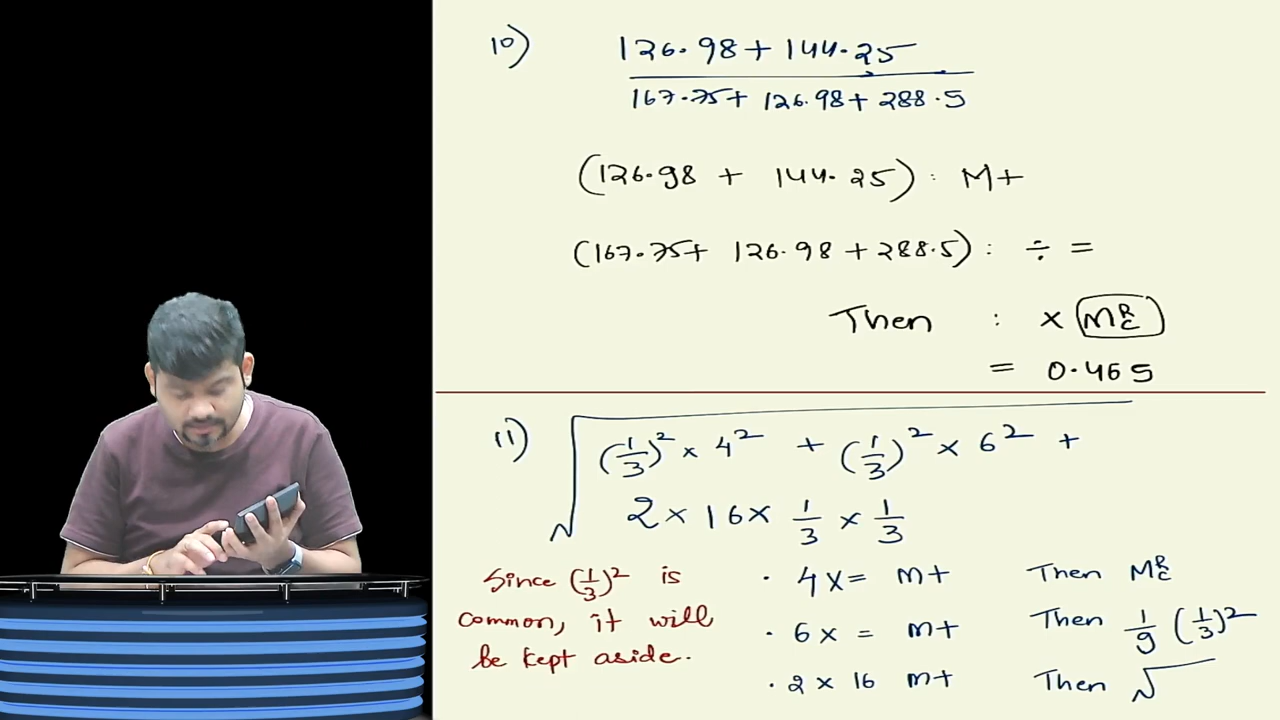 10) 126.98 + 144.25
167.75 + 126.98 + 288.5
(126.98 + 144.25) : M+
(167.75 + 126.98 + 288.5) : ÷ =
Then : × MRC
= 0.465
11) √ (1/3)² × 4² + (1/3)² × 6² +
2 × 16 × 1/3 × 1/3
Since (1/3)² is
common, it will
be kept aside.
· 4 × = M+ Then MRC
· 6 × = M+ Then 1/9 (1/3)²
· 2 × 16 M+ Then √